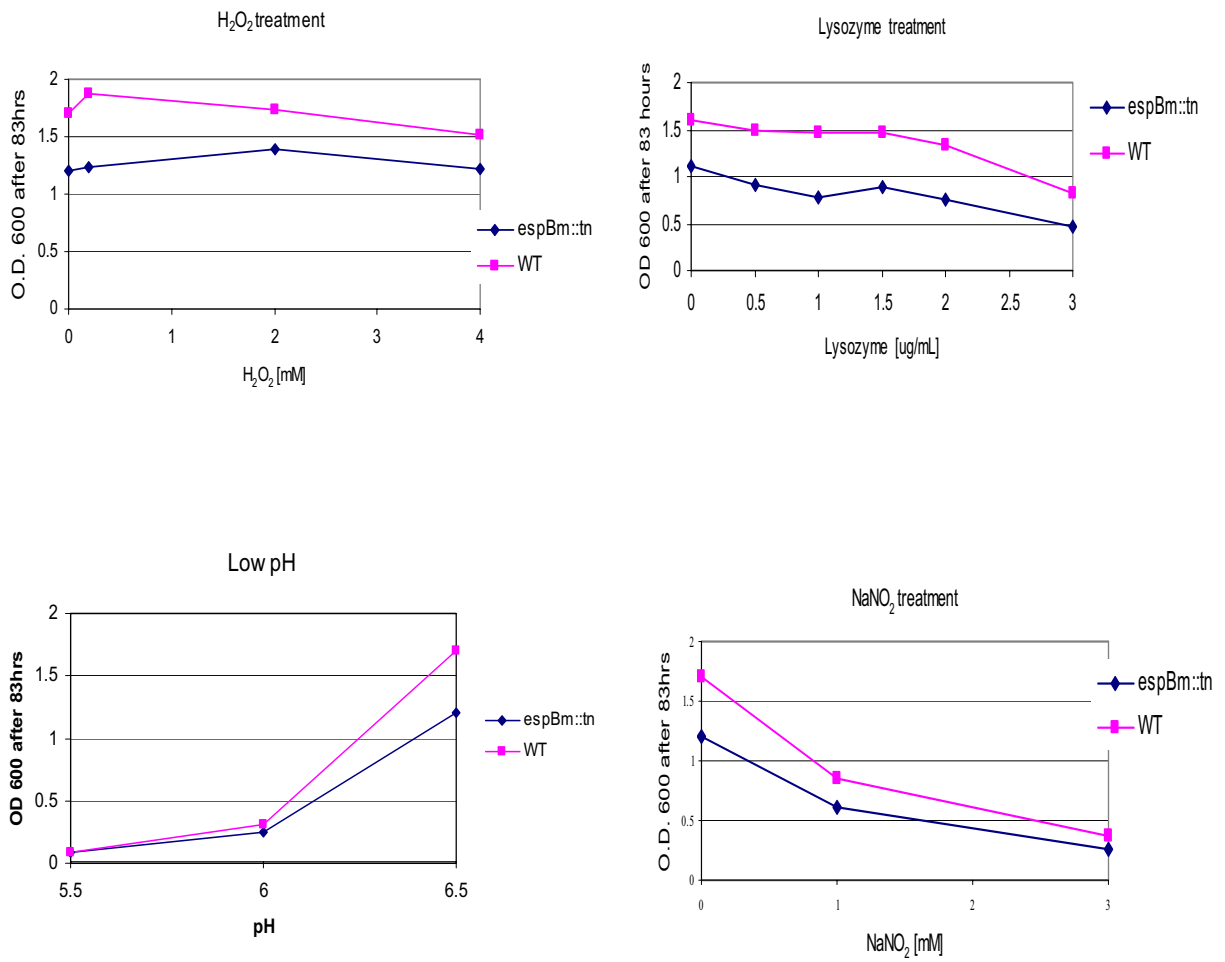 H₂O₂ treatment
O.D. 600 after 83hrs
2
1.5
1
0.5
0
0 1 2 3 4
H₂O₂ [mM]
espBm::tn
WT
Lysozyme treatment
OD 600 after 83 hours
2
1.5
1
0.5
0
0 0.5 1 1.5 2 2.5 3
Lysozyme [ug/mL]
espBm::tn
WT
Low pH
OD 600 after 83hrs
2
1.5
1
0.5
0
5.5 6 6.5
pH
espBm::tn
WT
NaNO₂ treatment
O.D. 600 after 83hrs
2
1.5
1
0.5
0
0 1 2 3
NaNO₂ [mM]
espBm::tn
WT